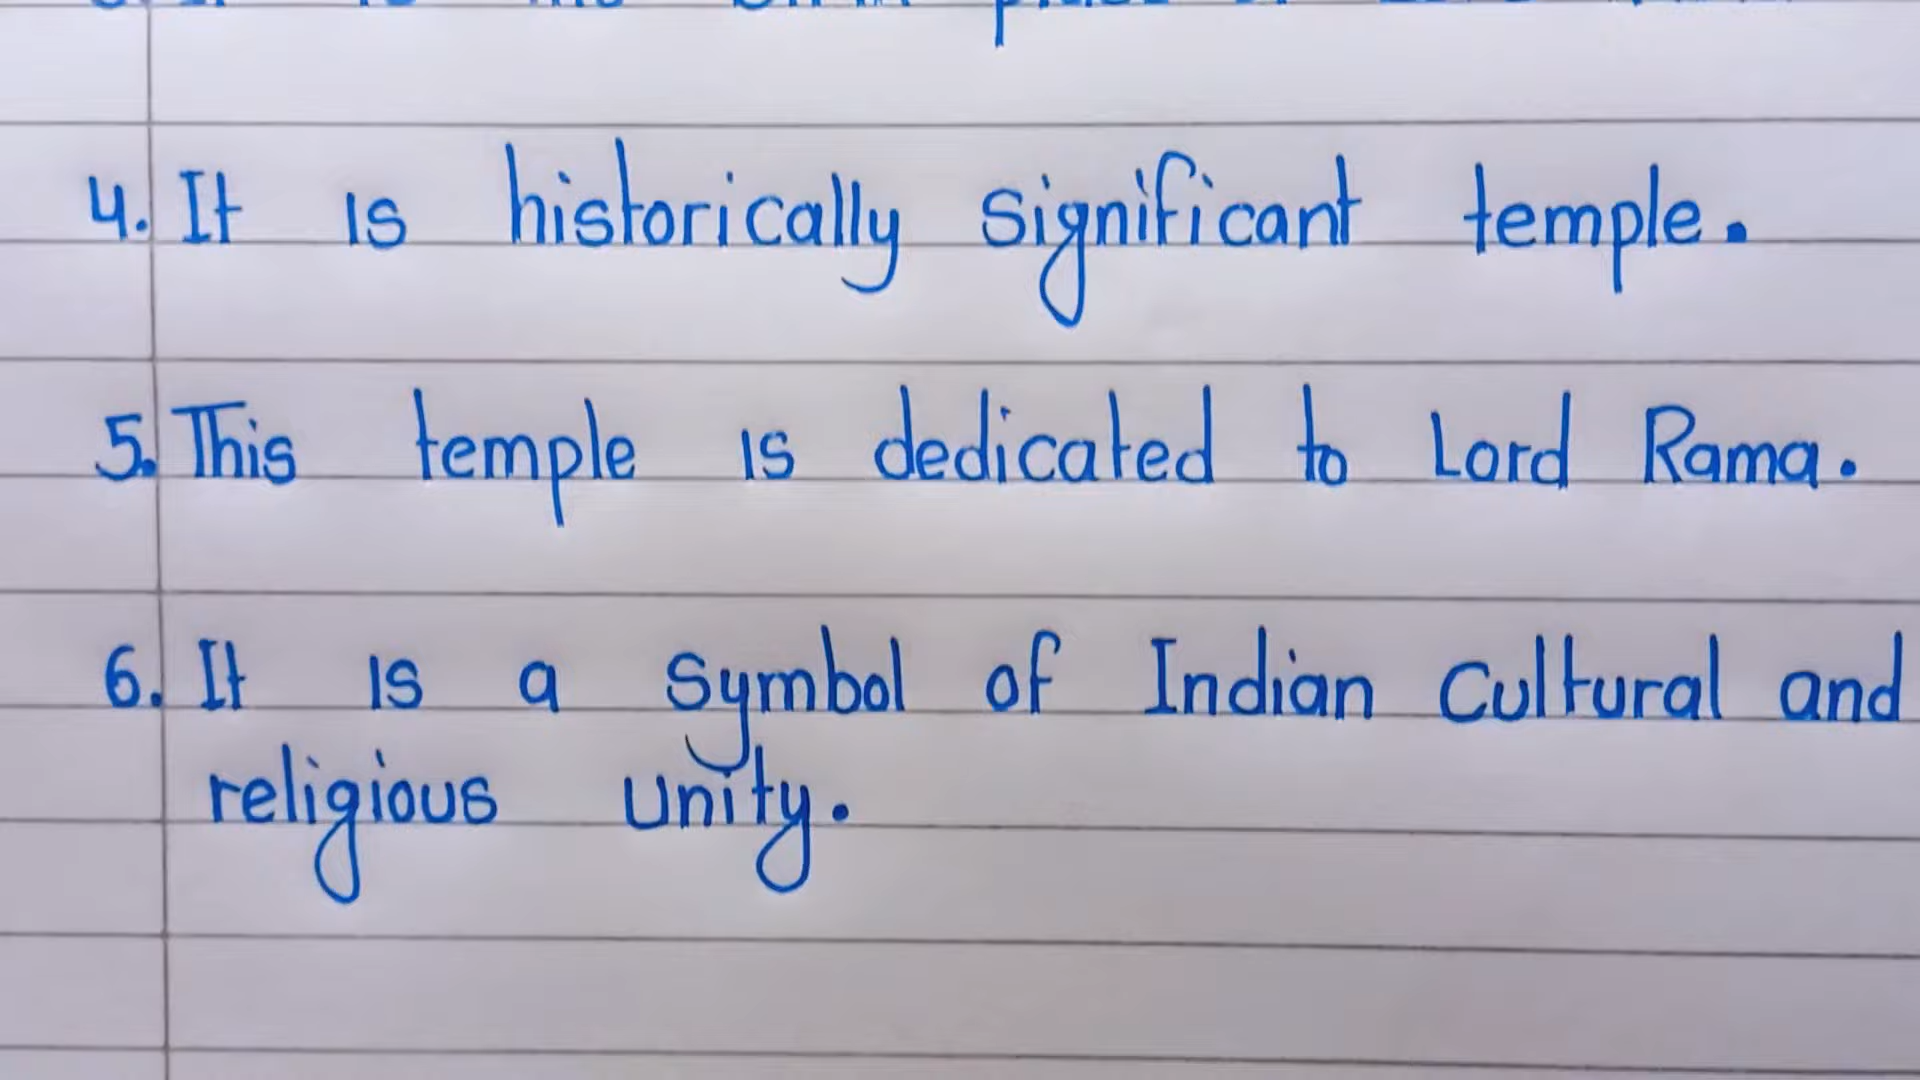 4. It is historically significant temple.
5. This temple is dedicated to Lord Rama.
6. It is a symbol of Indian Cultural and
religious unity.